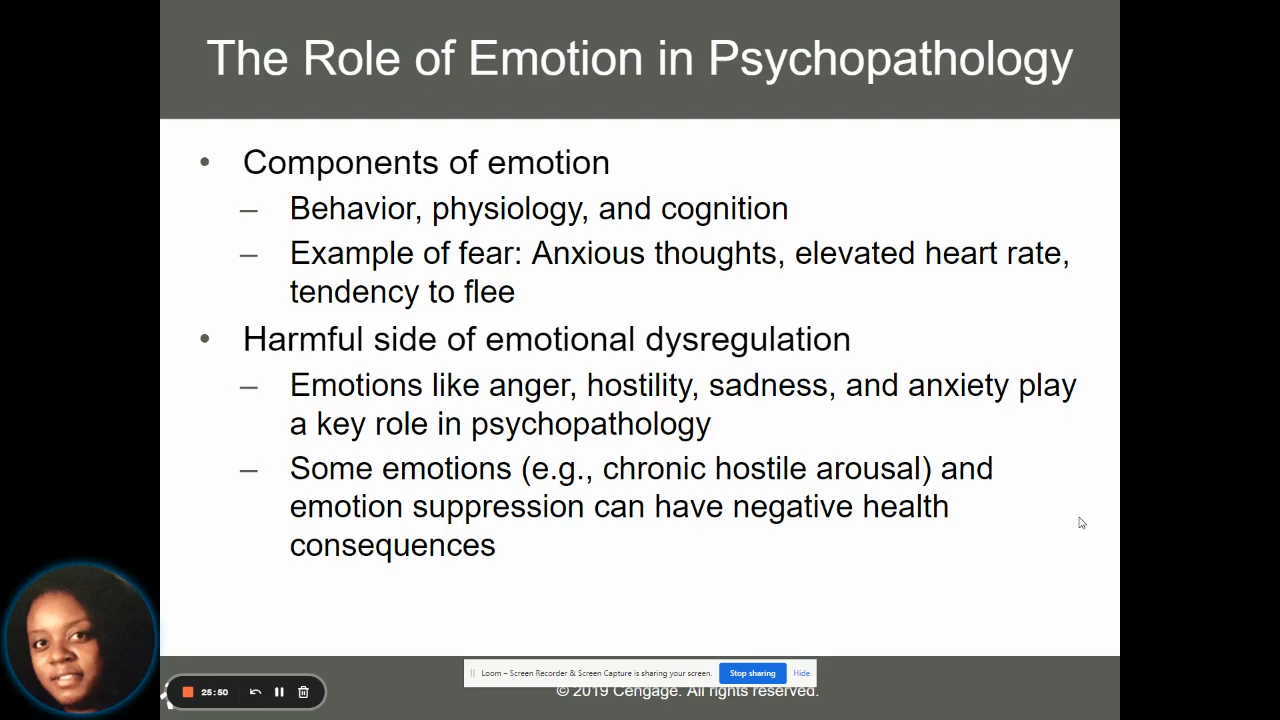 The Role of Emotion in Psychopathology
• Components of emotion
– Behavior, physiology, and cognition
– Example of fear: Anxious thoughts, elevated heart rate,
tendency to flee
• Harmful side of emotional dysregulation
– Emotions like anger, hostility, sadness, and anxiety play
a key role in psychopathology
– Some emotions (e.g., chronic hostile arousal) and
emotion suppression can have negative health
consequences
Loom – Screen Recorder & Screen Capture is sharing your screen. Stop sharing Hide
25:50
© 2019 Cengage. All rights reserved.